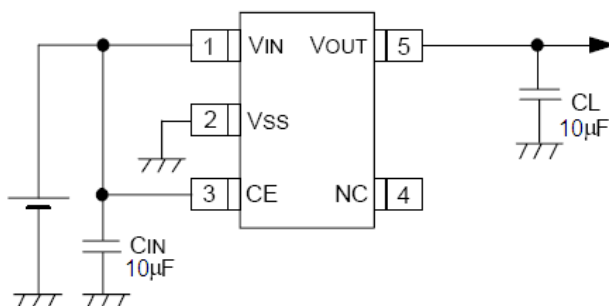 1 VIN VOUT 5
2 VSS
3 CE NC 4
CIN
10μF
CL
10μF